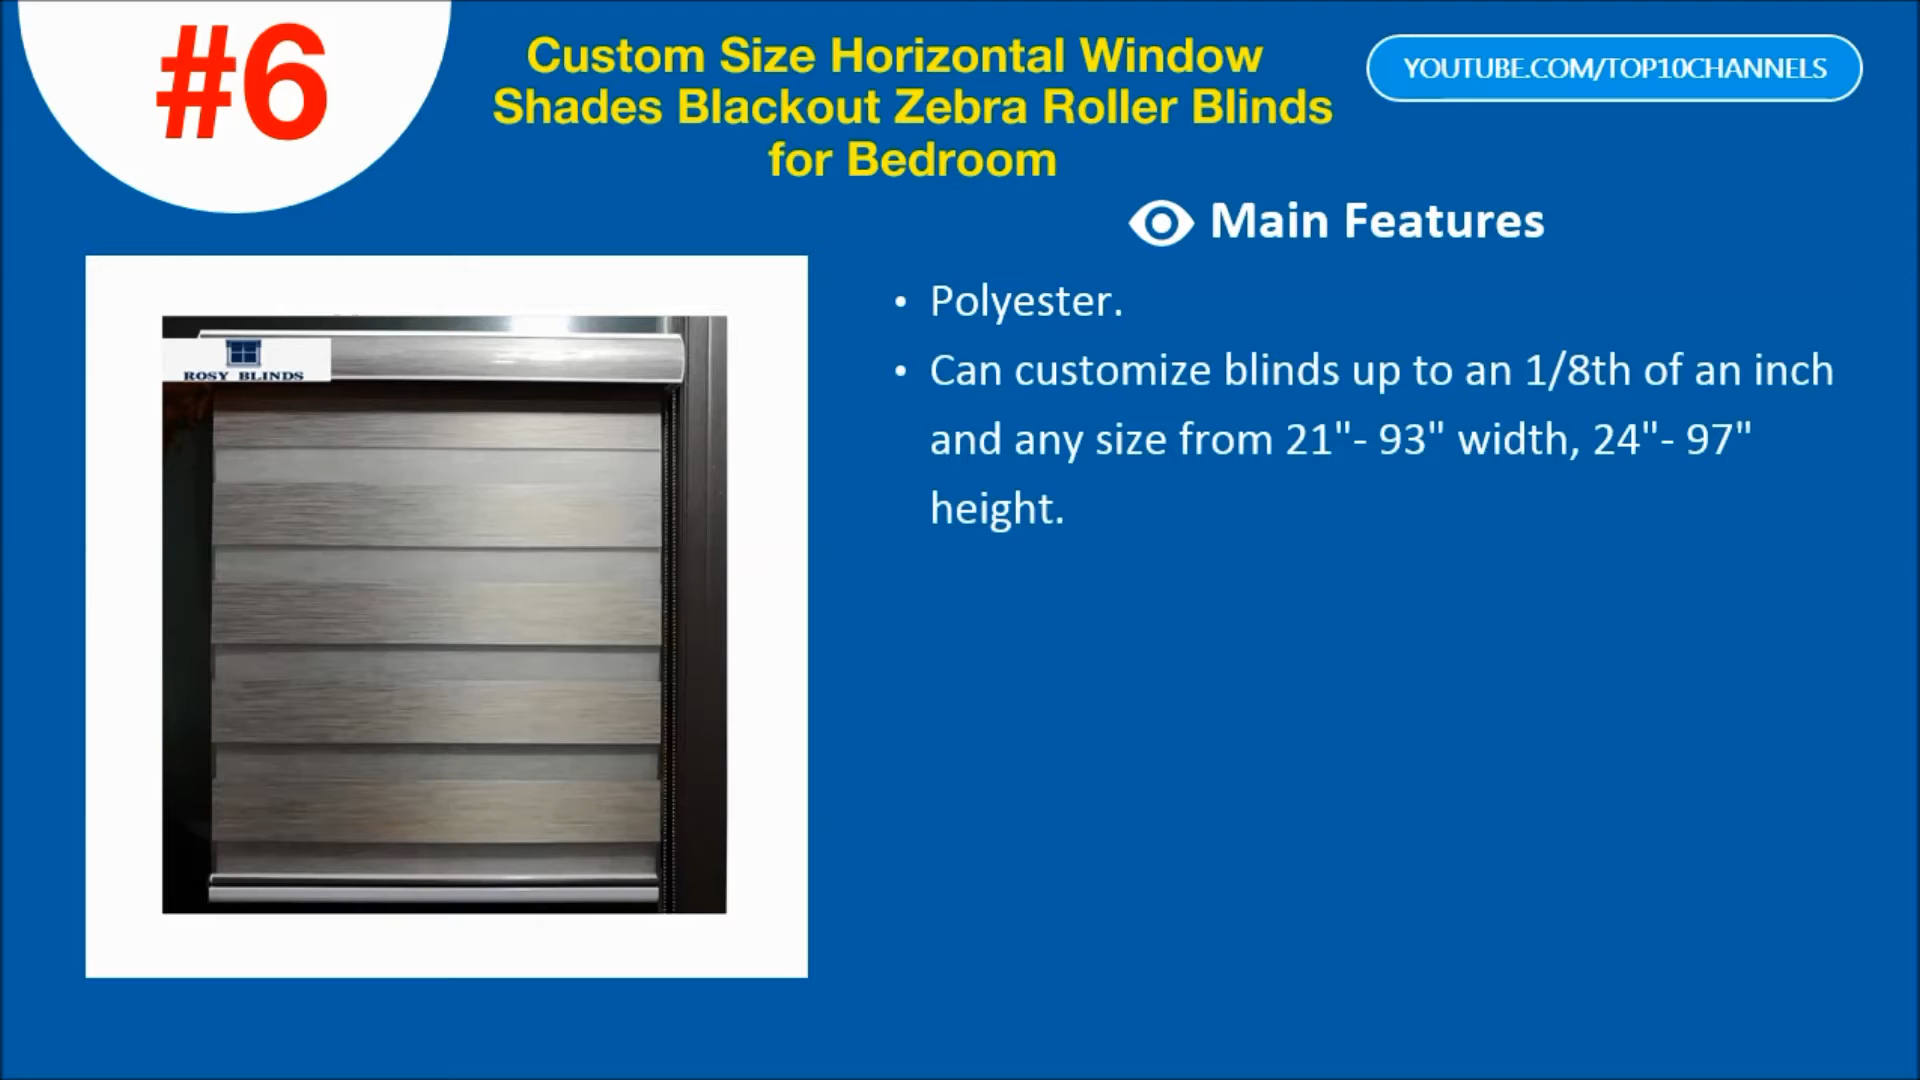 #6
Custom Size Horizontal Window
Shades Blackout Zebra Roller Blinds
for Bedroom
YOUTUBE.COM/TOP10CHANNELS
Main Features
• Polyester.
• Can customize blinds up to an 1/8th of an inch
and any size from 21"- 93" width, 24"- 97"
height.
ROSY BLINDS